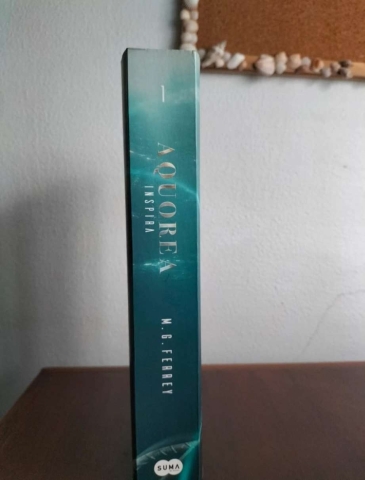 1
AQUOREA
INSPIRA
M. G. FERREY
SUMA